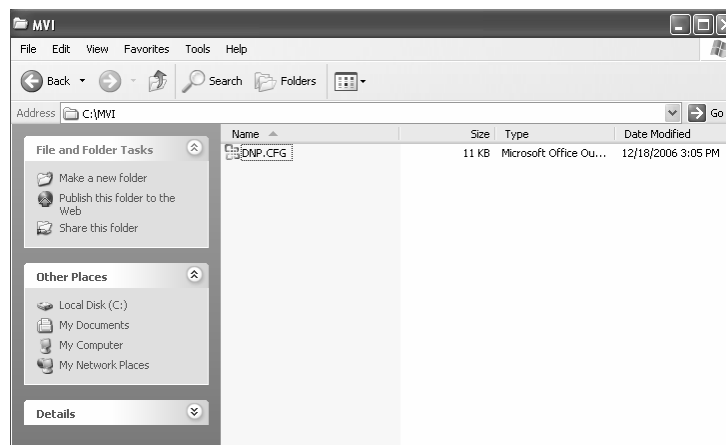 MVI
File Edit View Favorites Tools Help
Back Search Folders
Address C:\MVI Go
Name Size Type Date Modified
DNP.CFG 11 KB Microsoft Office Ou... 12/18/2006 3:05 PM
File and Folder Tasks
Make a new folder
Publish this folder to the
Web
Share this folder
Other Places
Local Disk (C:)
My Documents
My Computer
My Network Places
Details